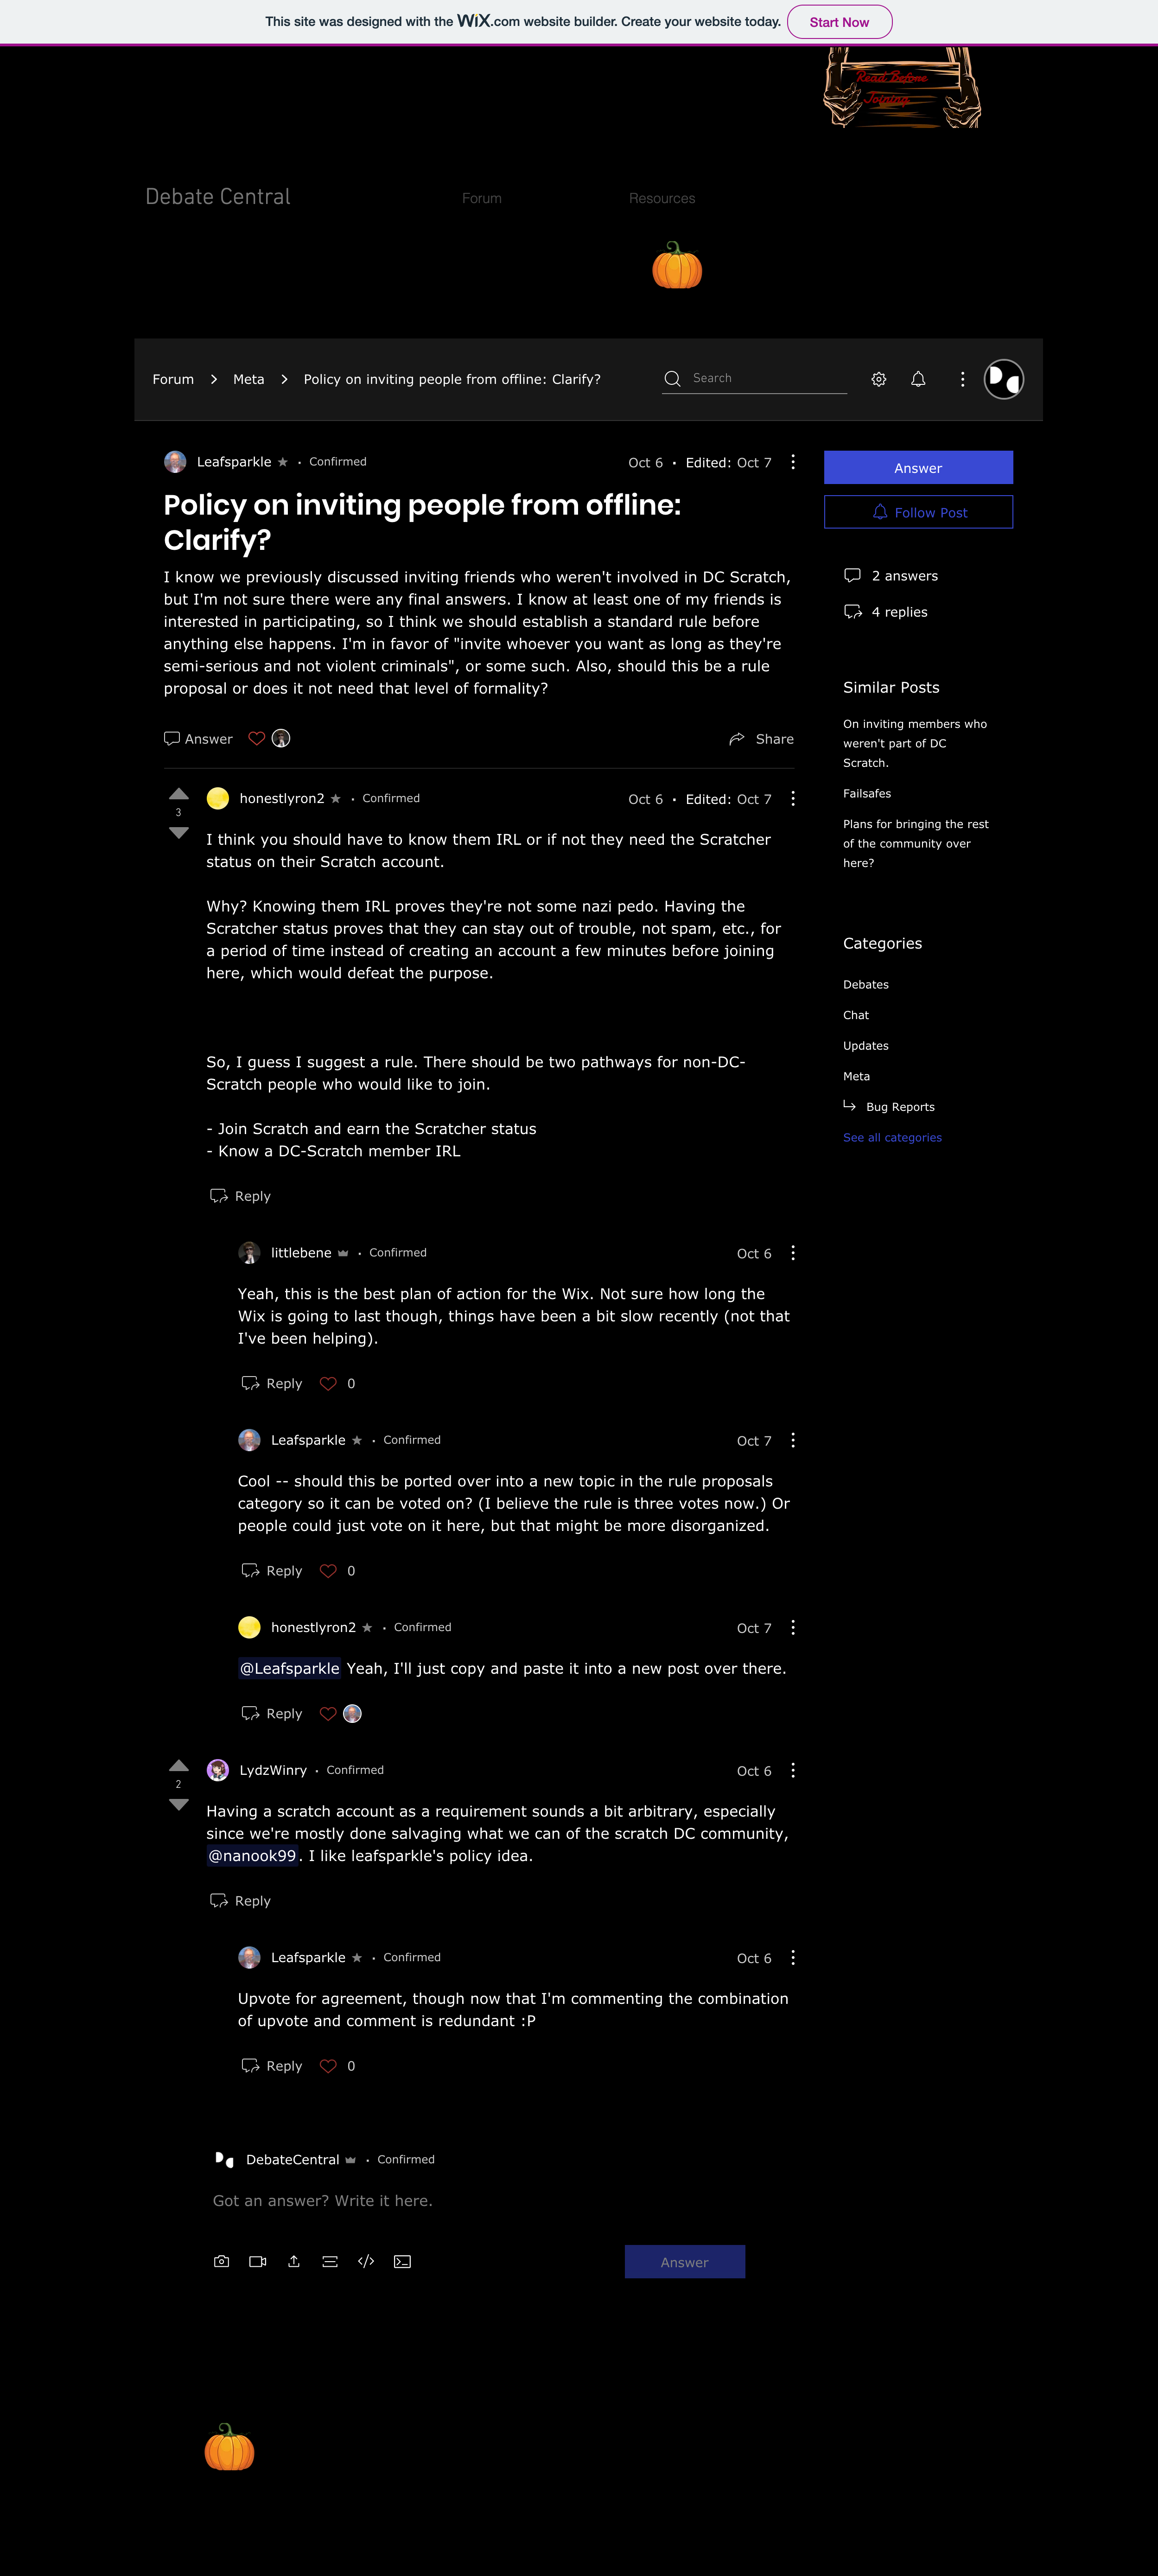 This site was designed with the WiX.com website builder. Create your website today.
Start Now
Read Before
Joining
Debate Central
Forum
Resources
Forum > Meta > Policy on inviting people from offline: Clarify?
Search
Leafsparkle
Confirmed
Oct 6 • Edited: Oct 7
Policy on inviting people from offline:
Clarify?
I know we previously discussed inviting friends who weren't involved in DC Scratch,
but I'm not sure there were any final answers. I know at least one of my friends is
interested in participating, so I think we should establish a standard rule before
anything else happens. I'm in favor of "invite whoever you want as long as they're
semi-serious and not violent criminals", or some such. Also, should this be a rule
proposal or does it not need that level of formality?
Answer
Share
Answer
Follow Post
2 answers
4 replies
Similar Posts
On inviting members who
weren't part of DC
Scratch.
Failsafes
Plans for bringing the rest
of the community over
here?
Categories
Debates
Chat
Updates
Meta
Bug Reports
See all categories
3
honestlyron2
Confirmed
Oct 6 • Edited: Oct 7
I think you should have to know them IRL or if not they need the Scratcher
status on their Scratch account.
Why? Knowing them IRL proves they're not some nazi pedo. Having the
Scratcher status proves that they can stay out of trouble, not spam, etc., for
a period of time instead of creating an account a few minutes before joining
here, which would defeat the purpose.
So, I guess I suggest a rule. There should be two pathways for non-DC-
Scratch people who would like to join.
- Join Scratch and earn the Scratcher status
- Know a DC-Scratch member IRL
Reply
littlebene
Confirmed
Oct 6
Yeah, this is the best plan of action for the Wix. Not sure how long the
Wix is going to last though, things have been a bit slow recently (not that
I've been helping).
Reply
0
Leafsparkle
Confirmed
Oct 7
Cool -- should this be ported over into a new topic in the rule proposals
category so it can be voted on? (I believe the rule is three votes now.) Or
people could just vote on it here, but that might be more disorganized.
Reply
0
honestlyron2
Confirmed
Oct 7
@Leafsparkle Yeah, I'll just copy and paste it into a new post over there.
Reply
2
LydzWinry
Confirmed
Oct 6
Having a scratch account as a requirement sounds a bit arbitrary, especially
since we're mostly done salvaging what we can of the scratch DC community,
@nanook99. I like leafsparkle's policy idea.
Reply
Leafsparkle
Confirmed
Oct 6
Upvote for agreement, though now that I'm commenting the combination
of upvote and comment is redundant :P
Reply
0
DebateCentral
Confirmed
Got an answer? Write it here.
Answer